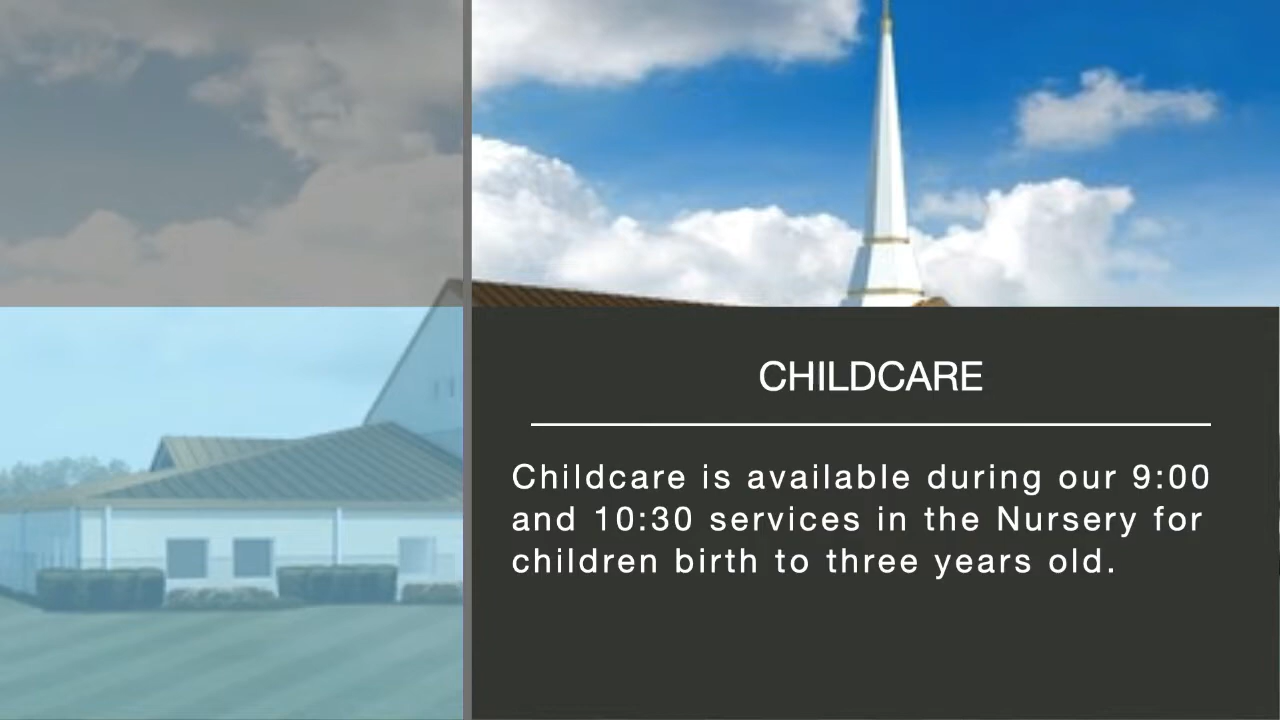 CHILDCARE
Childcare is available during our 9:00
and 10:30 services in the Nursery for
children birth to three years old.